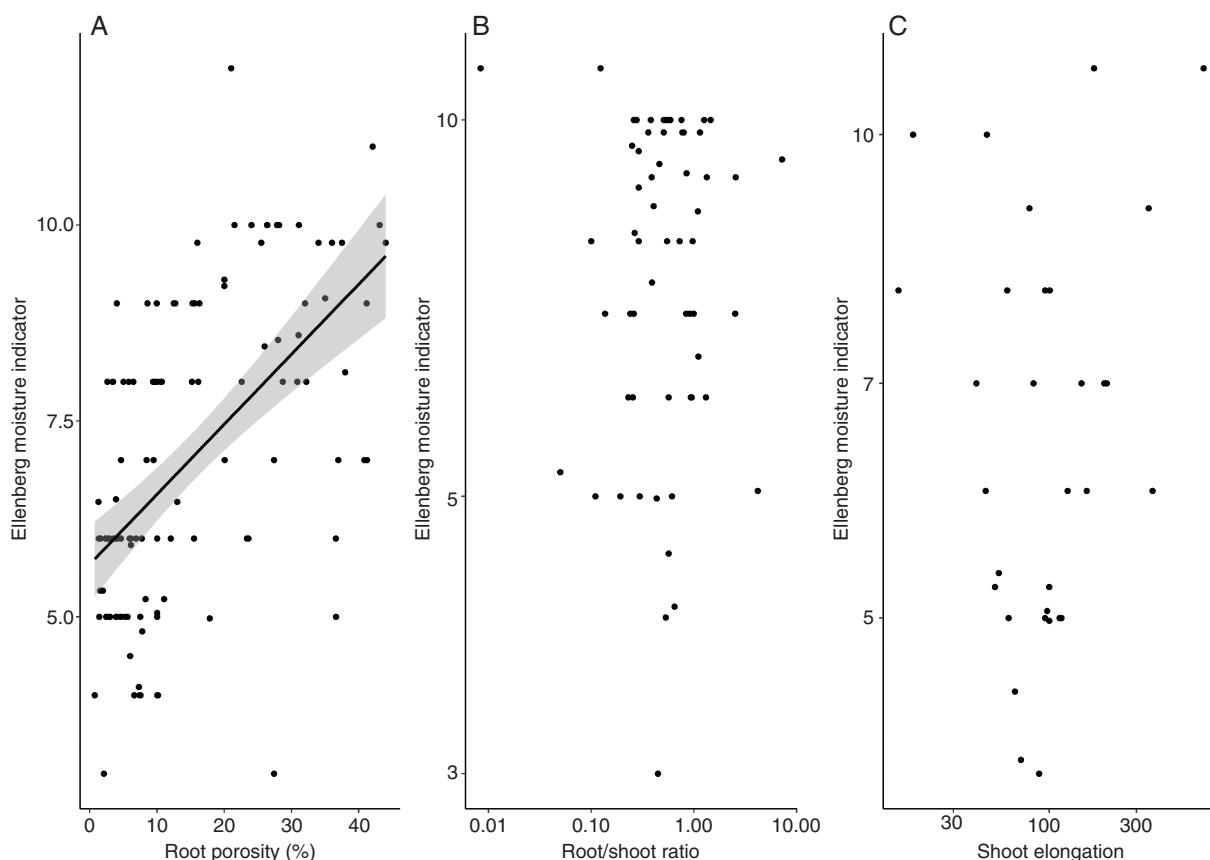 A
B
C
Ellenberg moisture indicator
10.0
7.5
5.0
0
10
20
30
40
Root porosity (%)
Ellenberg moisture indicator
10
5
3
0.01
0.10
1.00
10.00
Root/shoot ratio
Ellenberg moisture indicator
10
7
5
30
100
300
Shoot elongation